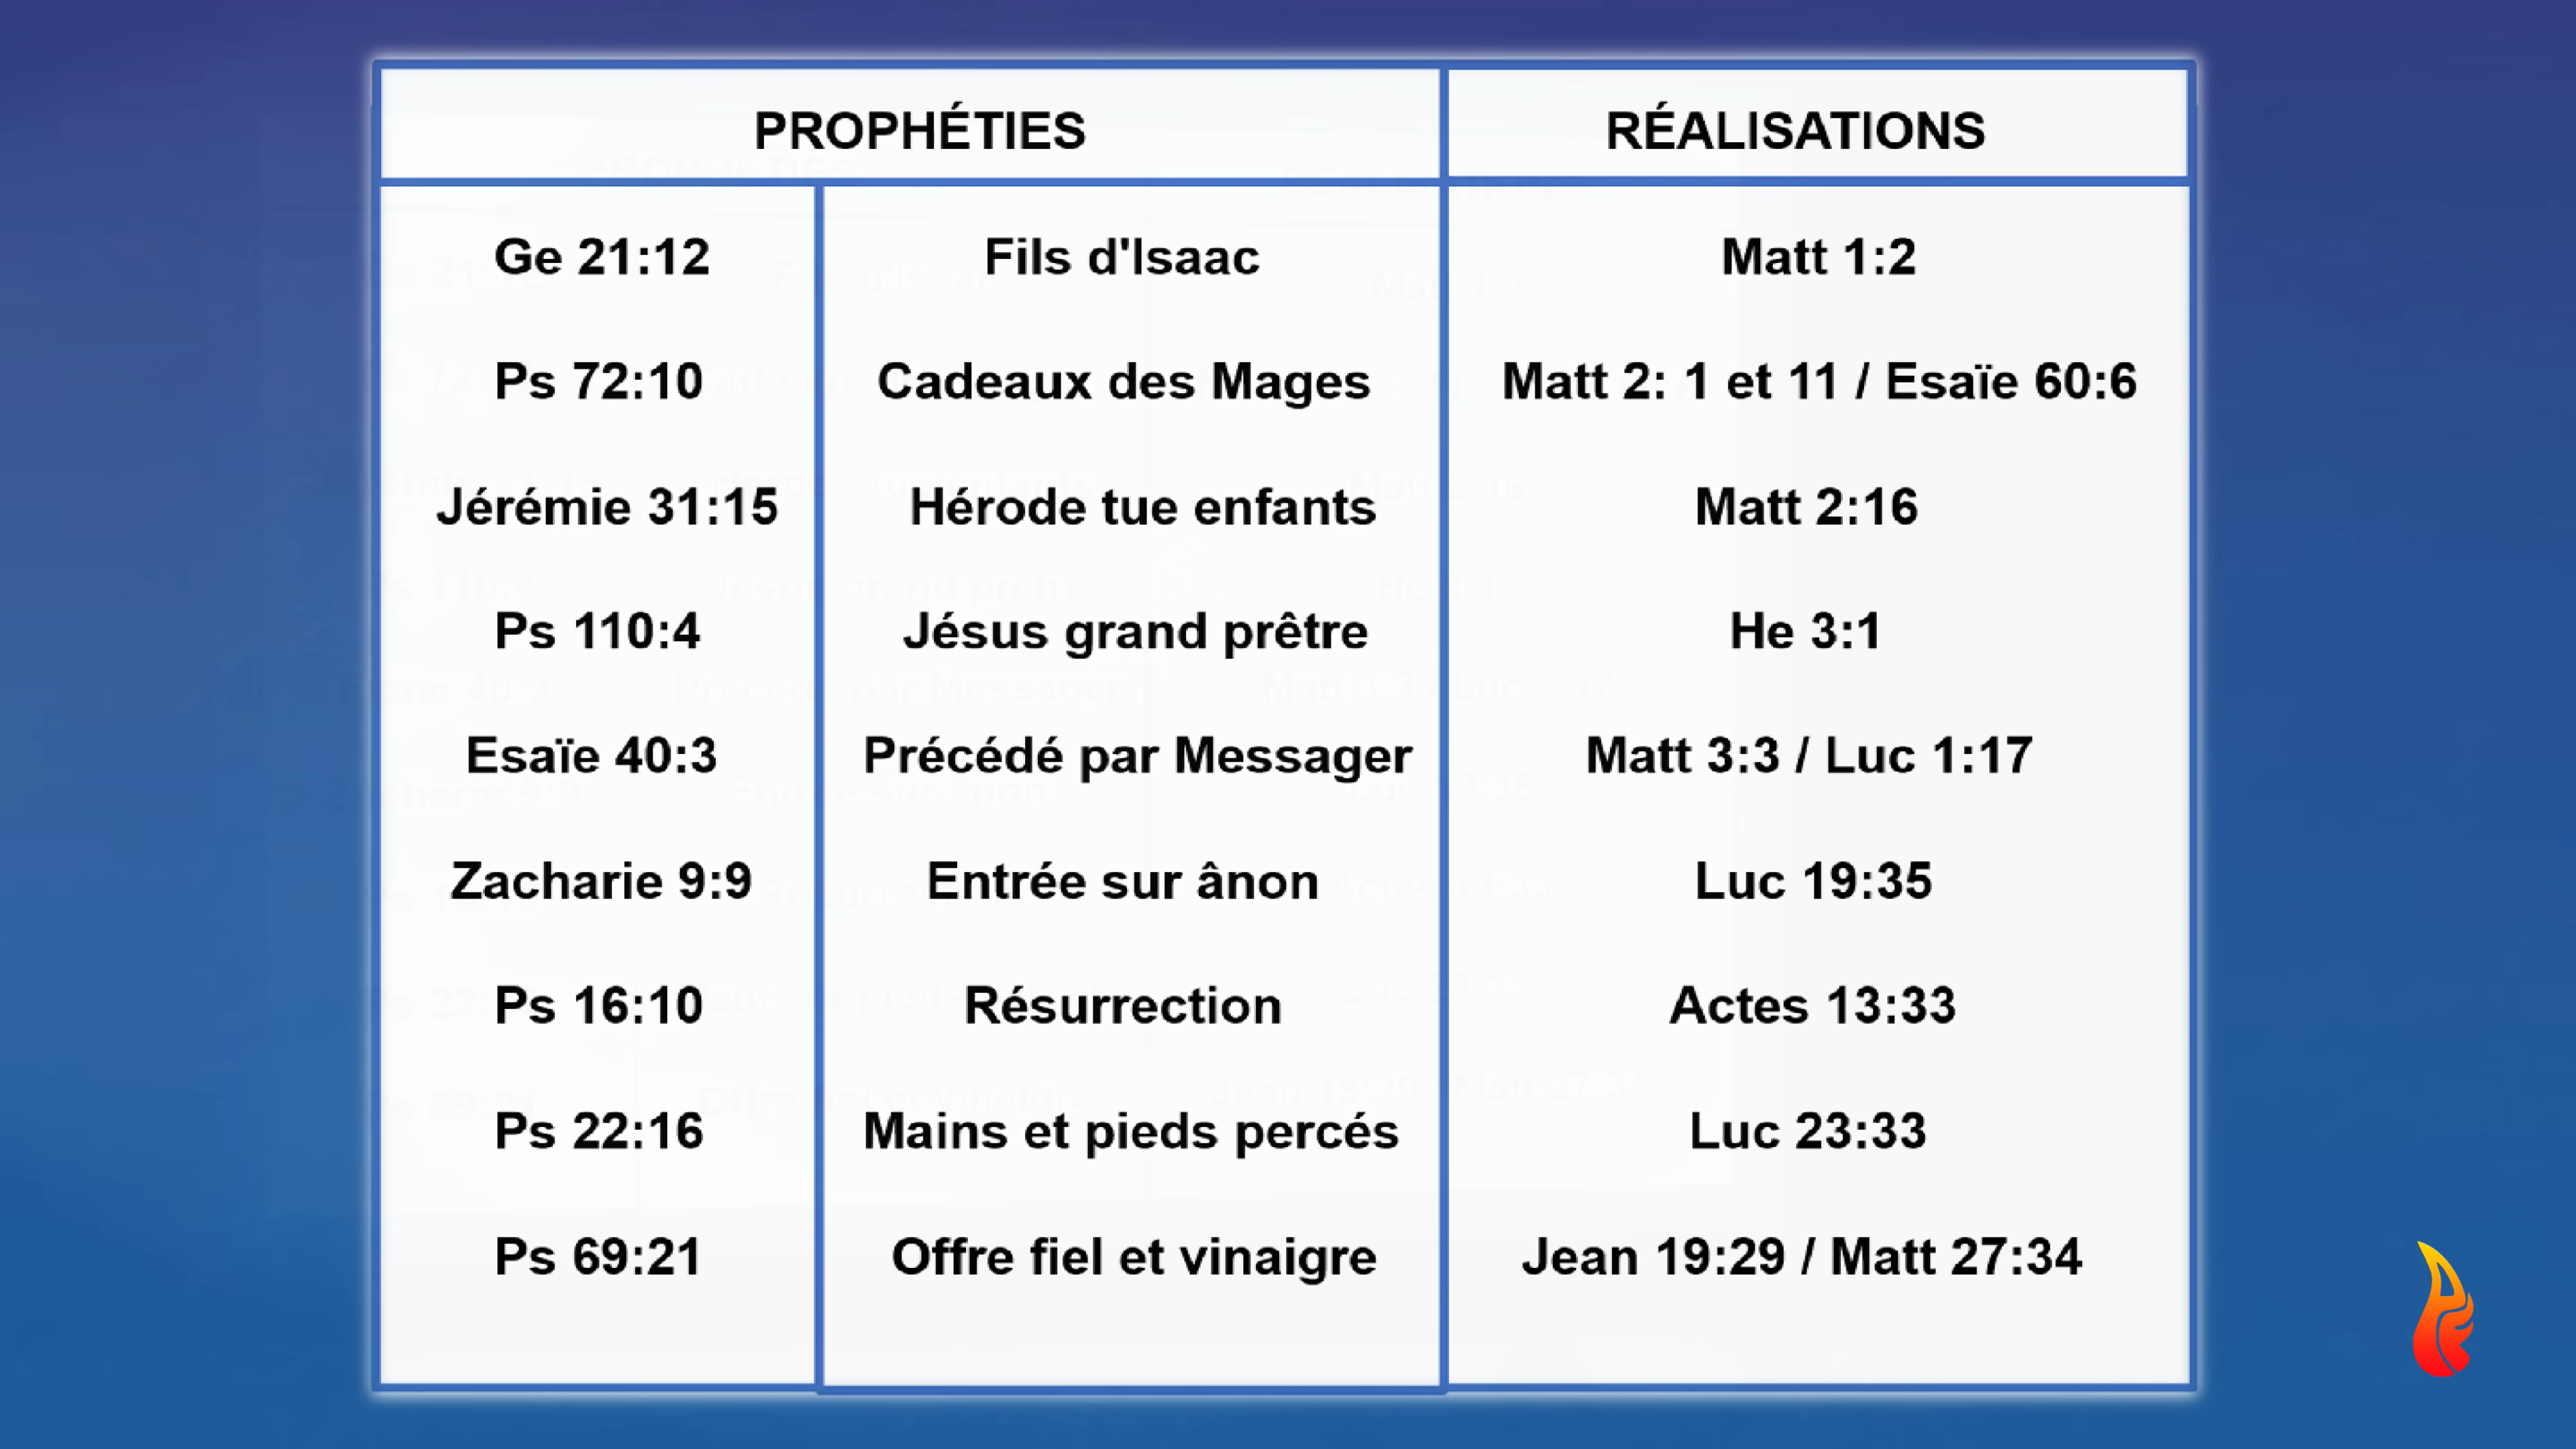 PROPHÉTIES RÉALISATIONS
Ge 21:12 Fils d'Isaac Matt 1:2
Ps 72:10 Cadeaux des Mages Matt 2: 1 et 11 / Esaïe 60:6
Jérémie 31:15 Hérode tue enfants Matt 2:16
Ps 110:4 Jésus grand prêtre He 3:1
Esaïe 40:3 Précédé par Messager Matt 3:3 / Luc 1:17
Zacharie 9:9 Entrée sur ânon Luc 19:35
Ps 16:10 Résurrection Actes 13:33
Ps 22:16 Mains et pieds percés Luc 23:33
Ps 69:21 Offre fiel et vinaigre Jean 19:29 / Matt 27:34